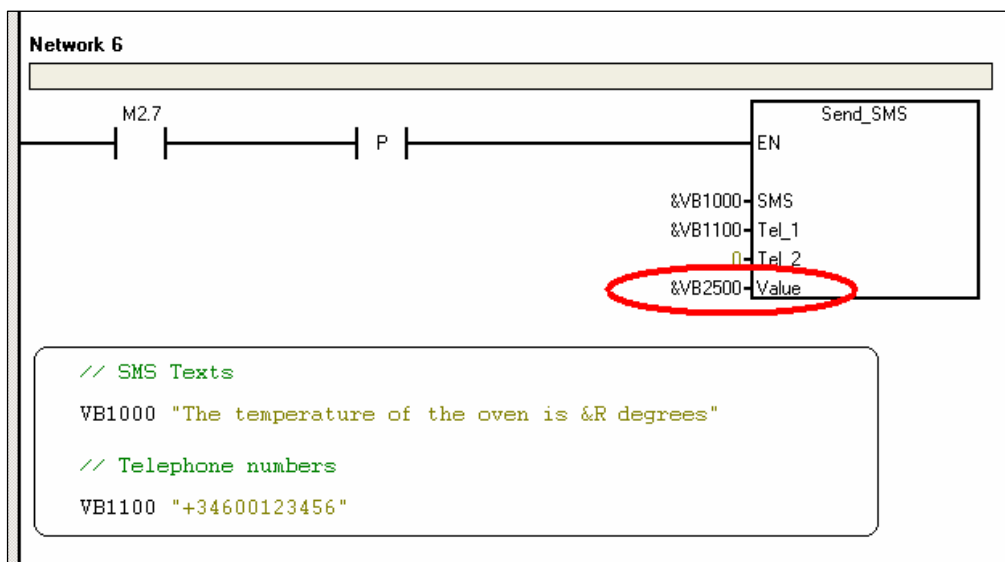 Network 6
M2.7
Send_SMS
P
EN
&VB1000 SMS
&VB1100 Tel_1
0 Tel_2
&VB2500 Value
// SMS Texts
VB1000 "The temperature of the oven is &R degrees"
// Telephone numbers
VB1100 "+34600123456"